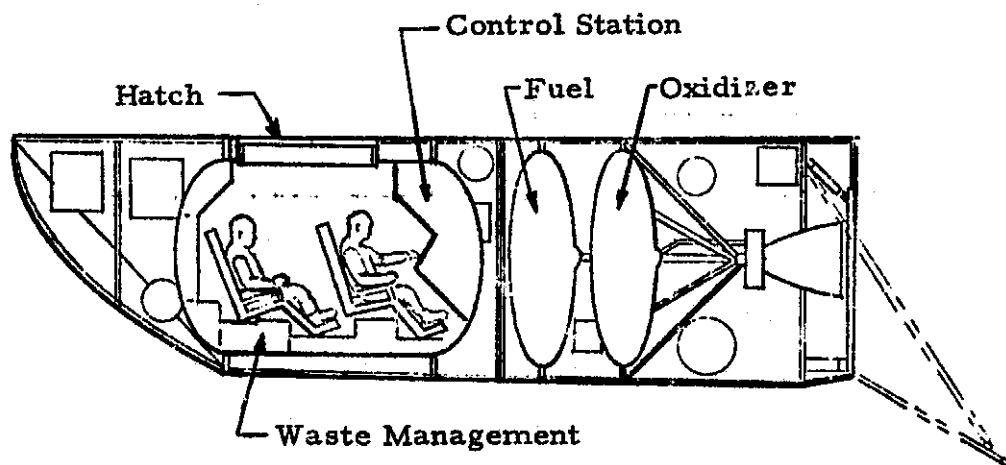 Control Station
Hatch
Fuel
Oxidizer
Waste Management